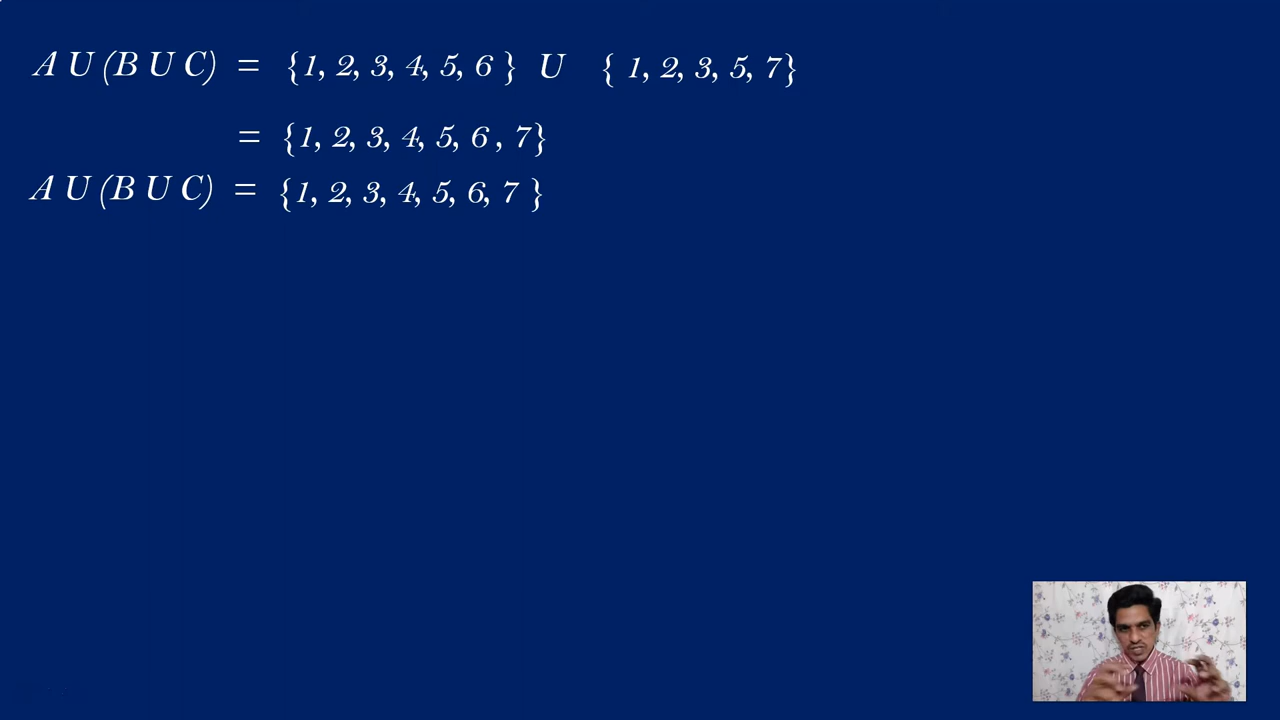 A U (B U C) = {1, 2, 3, 4, 5, 6 } U { 1, 2, 3, 5, 7}
= {1, 2, 3, 4, 5, 6 , 7}
A U (B U C) = {1, 2, 3, 4, 5, 6, 7 }